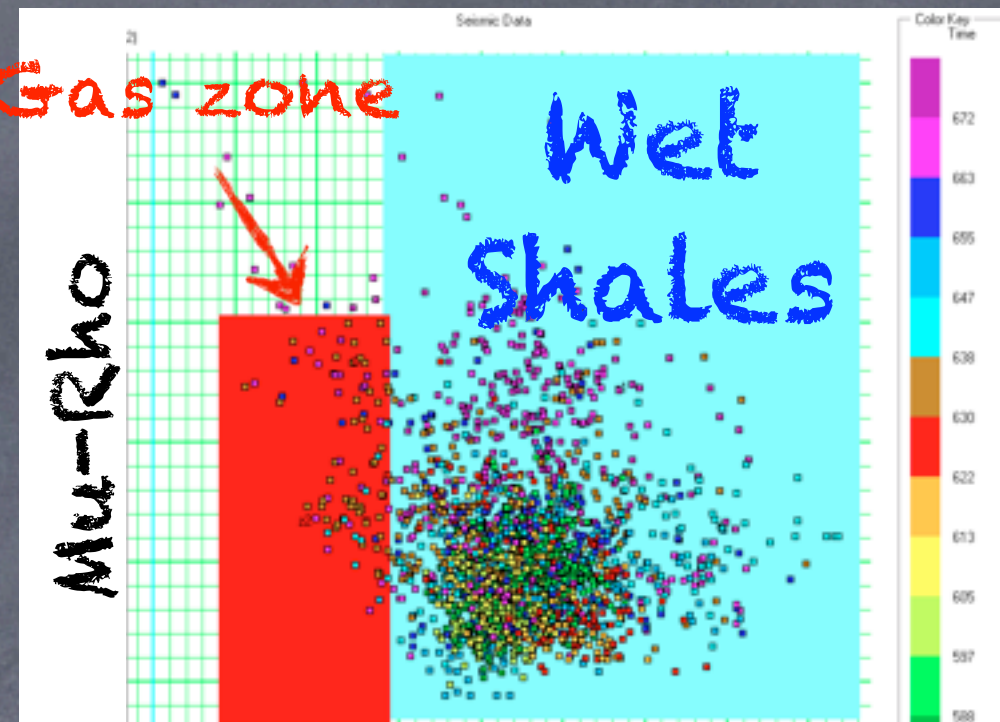 Seismic Data
Color Key
Time
2)
Gas zone
Wet
Shales
Mu-Rho
672
663
655
647
638
630
622
613
605
597
588